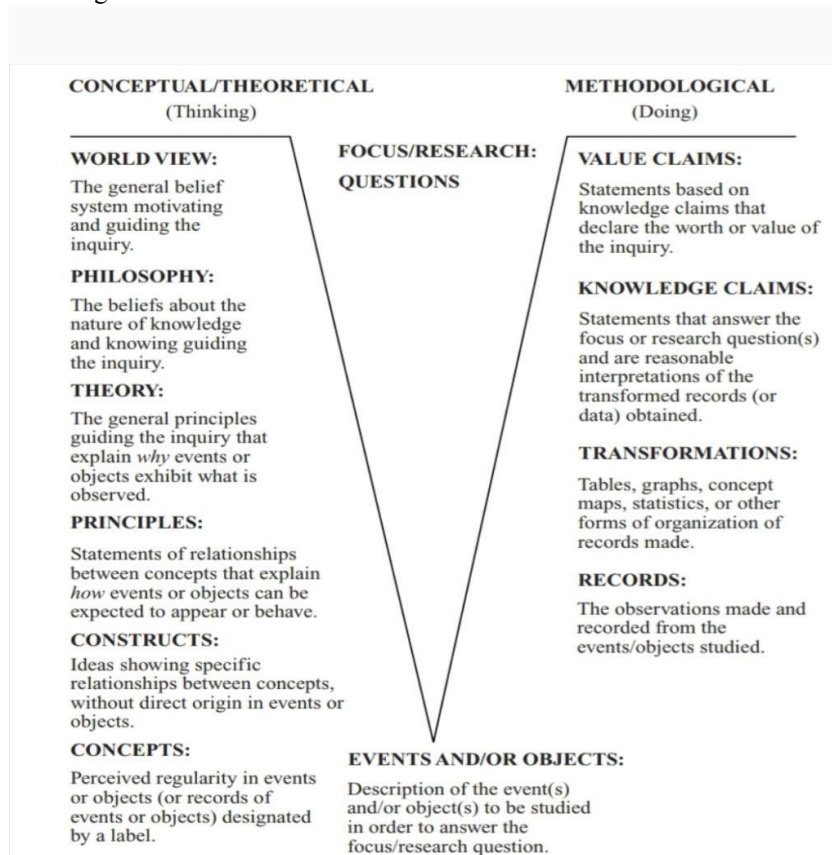 CONCEPTUAL/THEORETICAL
(Thinking)
WORLD VIEW:
The general belief
system motivating
and guiding the
inquiry.
PHILOSOPHY:
The beliefs about the
nature of knowledge
and knowing guiding
the inquiry.
THEORY:
The general principles
guiding the inquiry that
explain why events or
objects exhibit what is
observed.
PRINCIPLES:
Statements of relationships
between concepts that explain
how events or objects can be
expected to appear or behave.
CONSTRUCTS:
Ideas showing specific
relationships between concepts,
without direct origin in events or
objects.
CONCEPTS:
Perceived regularity in events
or objects (or records of
events or objects) designated
by a label.
FOCUS/RESEARCH:
QUESTIONS
EVENTS AND/OR OBJECTS:
Description of the event(s)
and/or object(s) to be studied
in order to answer the
focus/research question.
METHODOLOGICAL
(Doing)
VALUE CLAIMS:
Statements based on
knowledge claims that
declare the worth or value of
the inquiry.
KNOWLEDGE CLAIMS:
Statements that answer the
focus or research question(s)
and are reasonable
interpretations of the
transformed records (or
data) obtained.
TRANSFORMATIONS:
Tables, graphs, concept
maps, statistics, or other
forms of organization of
records made.
RECORDS:
The observations made and
recorded from the
events/objects studied.